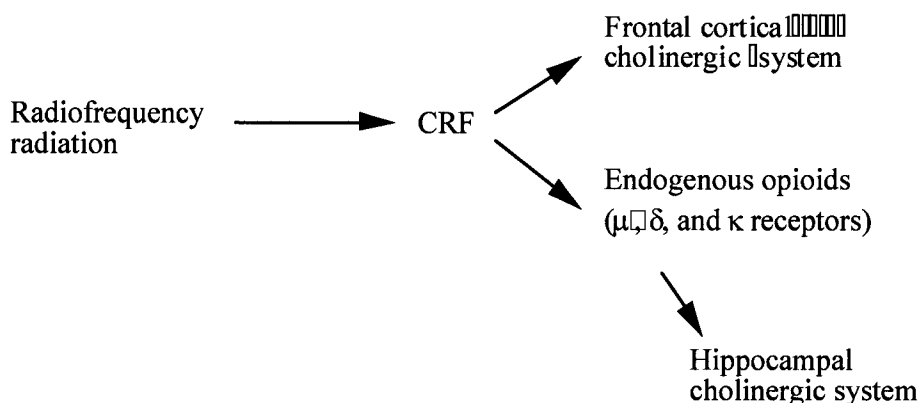 Radiofrequency
radiation
CRF
Frontal cortical▯▯▯▯▯
cholinergic ▯system
Endogenous opioids
(μ▯,▯δ, and κ receptors)
Hippocampal
cholinergic system